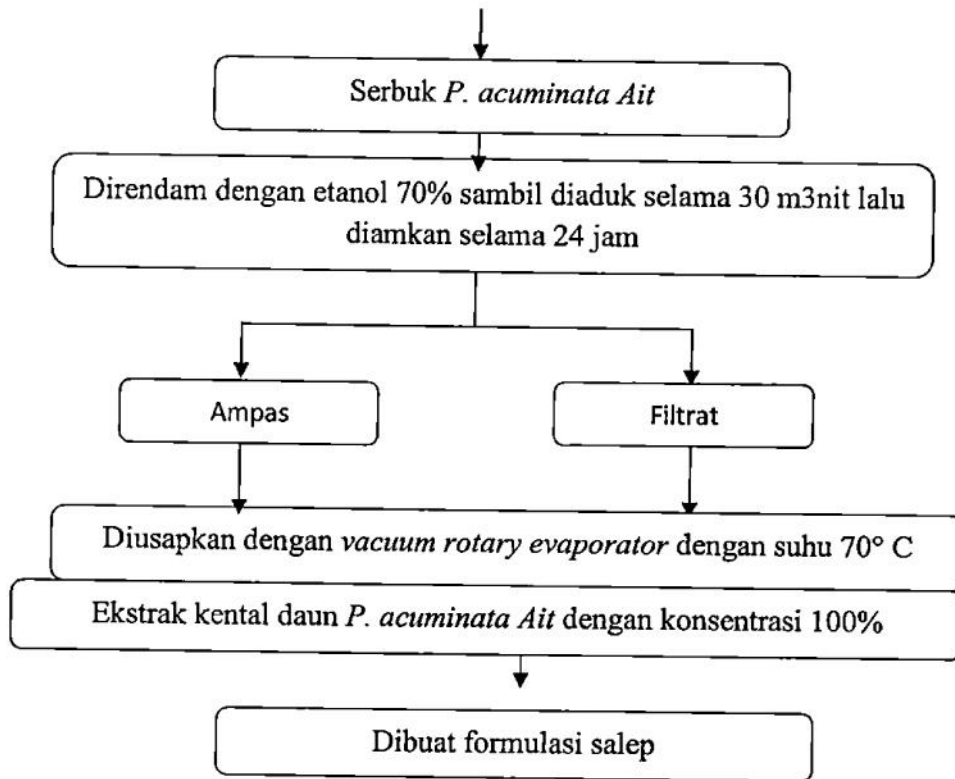 Serbuk P. acuminata Ait
Direndam dengan etanol 70% sambil diaduk selama 30 m3nit lalu
diamkan selama 24 jam
Ampas
Filtrat
Diusapkan dengan vacuum rotary evaporator dengan suhu 70° C
Ekstrak kental daun P. acuminata Ait dengan konsentrasi 100%
Dibuat formulasi salep